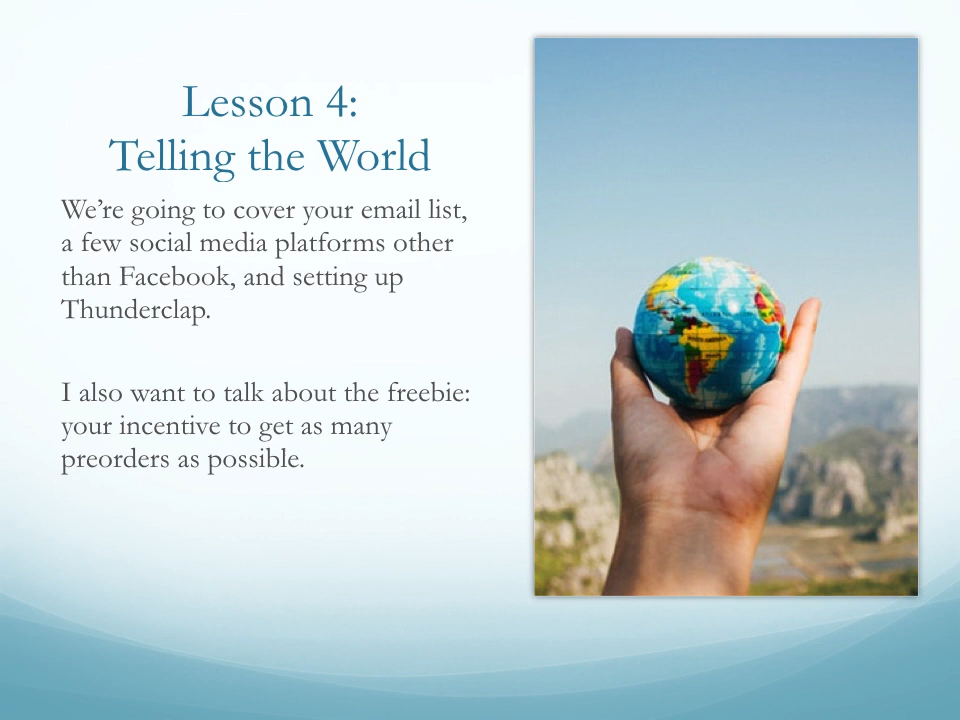 Lesson 4:
Telling the World
We’re going to cover your email list,
a few social media platforms other
than Facebook, and setting up
Thunderclap.
I also want to talk about the freebie:
your incentive to get as many
preorders as possible.